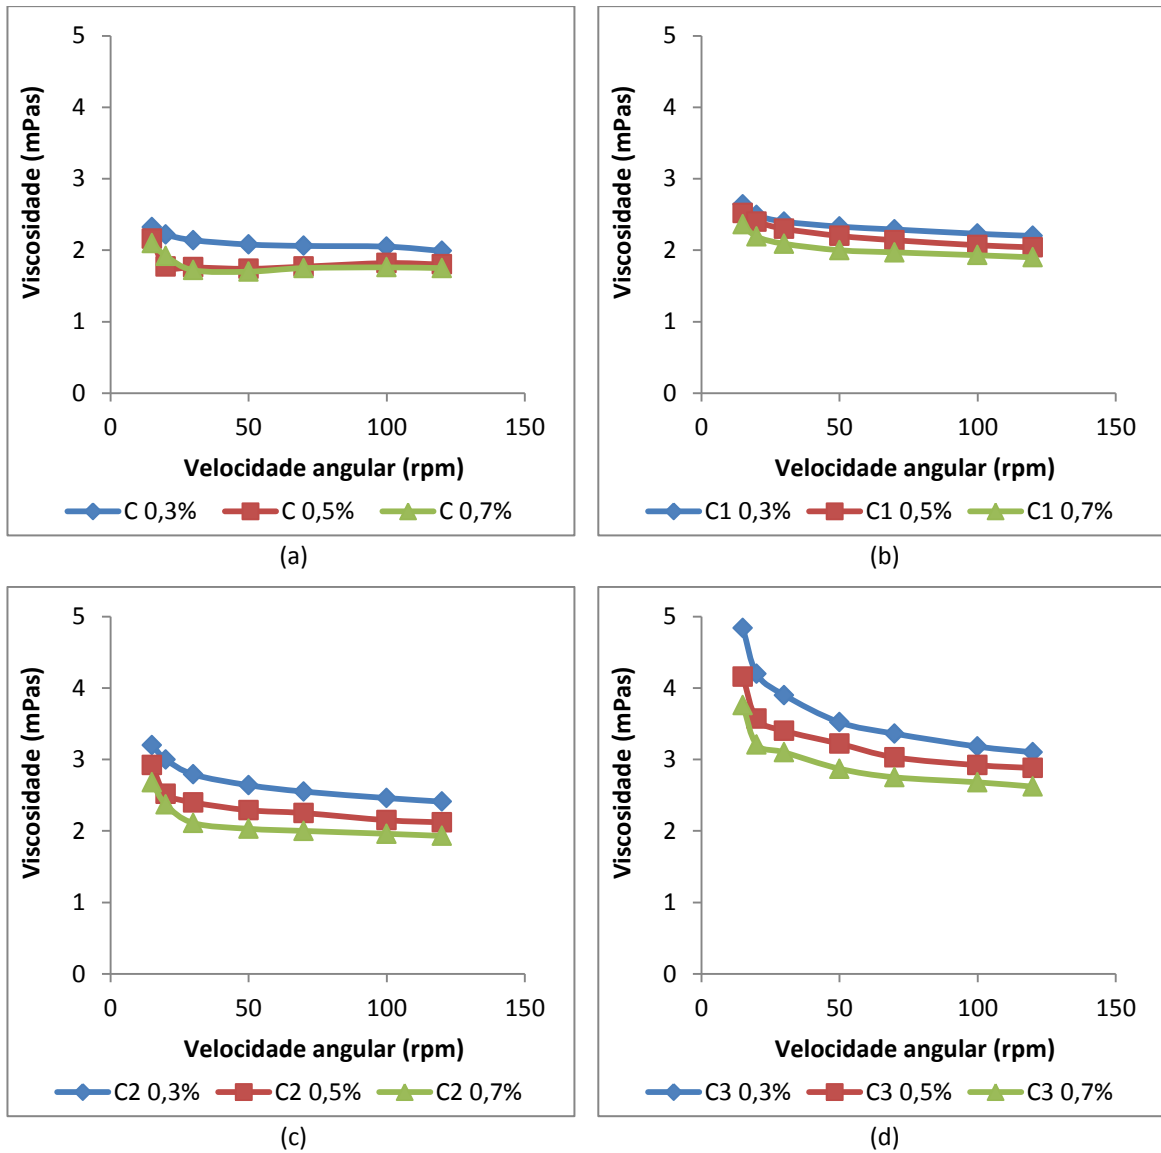 5
4
3
2
1
0
Viscosidade (mPas)
0 50 100 150
Velocidade angular (rpm)
C 0,3% C 0,5% C 0,7%
(a)
5
4
3
2
1
0
Viscosidade (mPas)
0 50 100 150
Velocidade angular (rpm)
C1 0,3% C1 0,5% C1 0,7%
(b)
5
4
3
2
1
0
Viscosidade (mPas)
0 50 100 150
Velocidade angular (rpm)
C2 0,3% C2 0,5% C2 0,7%
(c)
5
4
3
2
1
0
Viscosidade (mPas)
0 50 100 150
Velocidade angular (rpm)
C3 0,3% C3 0,5% C3 0,7%
(d)